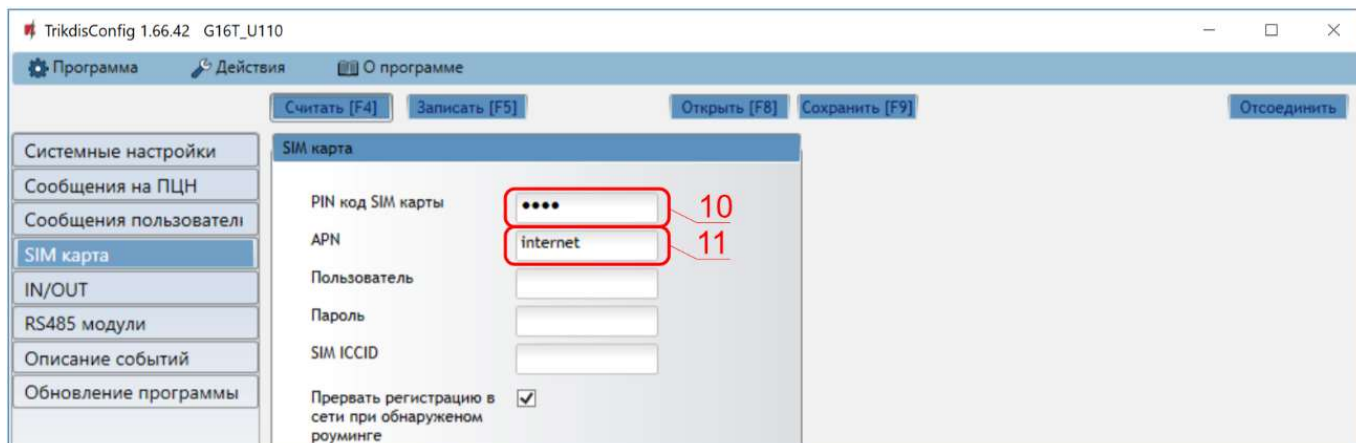 TrikdisConfig 1.66.42 G16T_U110
Программа Действия О программе
Считать [F4] Записать [F5] Открыть [F8] Сохранить [F9] Отсоединить
Системные настройки
Сообщения на ПЦН
Сообщения пользовател
SIM карта
IN/OUT
RS485 модули
Описание событий
Обновление программы
SIM карта
PIN код SIM карты •••• 10
APN internet 11
Пользователь
Пароль
SIM ICCID
Прервать регистрацию в
сети при обнаруженом
роуминге